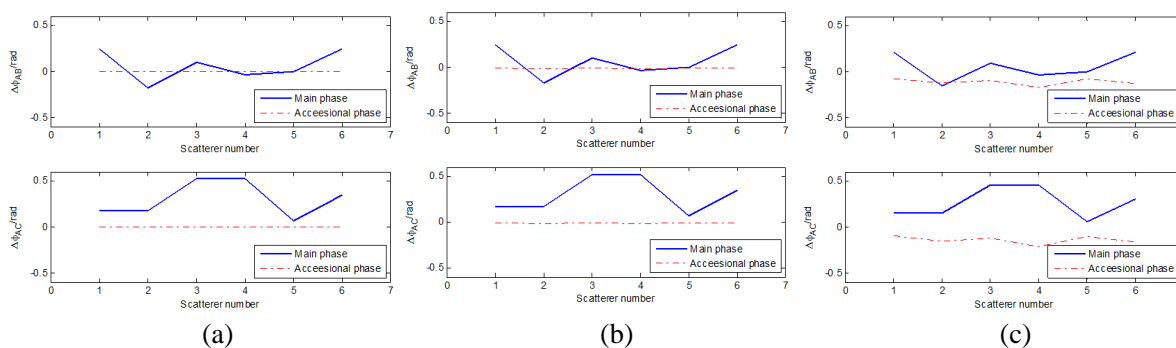 0.5
0
-0.5
Δϕ_AB/rad
Main phase
Acceesional phase
0 1 2 3 4 5 6 7
Scatterer number
0.5
0
-0.5
Δϕ_AC/rad
Main phase
Acceesional phase
0 1 2 3 4 5 6 7
Scatterer number
(a)
0.5
0
-0.5
Δϕ_AB/rad
Main phase
Acceesional phase
0 1 2 3 4 5 6 7
Scatterer number
0.5
0
-0.5
Δϕ_AC/rad
Main phase
Acceesional phase
0 1 2 3 4 5 6 7
Scatterer number
(b)
0.5
0
-0.5
Δϕ_AB/rad
Main phase
Acceesional phase
0 1 2 3 4 5 6
Scatterer number
0.5
0
-0.5
Δϕ_AC/rad
Main phase
Acceesional phase
0 1 2 3 4 5 6
Scatterer number
(c)